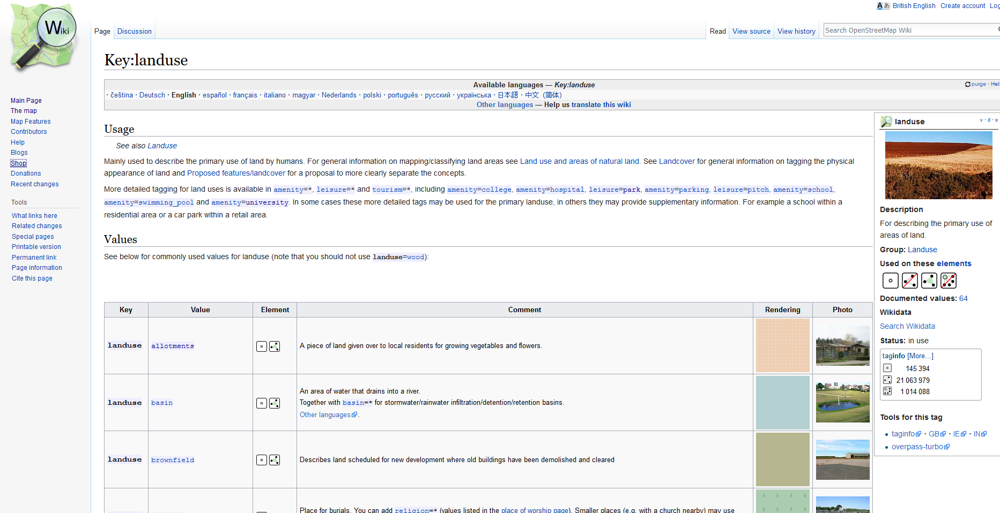 British English Create account
Wiki
Page Discussion
Read View source View history Search OpenStreetMap Wiki
Key:landuse
Available languages — Key:landuse
purge ·
· čeština · Deutsch · English · español · français · italiano · magyar · Nederlands · polski · português · русский · українська · 日本語 · 中文 (简体)
Other languages — Help us translate this wiki
Main Page
The map
Map Features
Contributors
Help
Blogs
Shop
Donations
Recent changes
Tools
What links here
Related changes
Special pages
Printable version
Permanent link
Page information
Cite this page
Usage
See also Landuse
Mainly used to describe the primary use of land by humans. For general information on mapping/classifying land areas see Land use and areas of natural land. See Landcover for general information on tagging the physical
appearance of land and Proposed features/landcover for a proposal to more clearly separate the concepts.
More detailed tagging for land uses is available in amenity=*, leisure=* and tourism=*, including amenity=college, amenity=hospital, leisure=park, amenity=parking, leisure=pitch, amenity=school,
amenity=swimming_pool and amenity=university. In some cases these more detailed tags may be used for the primary landuse, in others they may provide supplementary information. For example a school within a
residential area or a car park within a retail area.
Values
See below for commonly used values for landuse (note that you should not use landuse=wood):
Key Value Element Comment Rendering Photo
landuse allotments A piece of land given over to local residents for growing vegetables and flowers.
An area of water that drains into a river.
landuse basin Together with basin=* for stormwater/rainwater infiltration/detention/retention basins.
Other languages.
landuse brownfield Describes land scheduled for new development where old buildings have been demolished and cleared
Place for burials. You can add religion=* (values listed in the place of worship page). Smaller places (e.g. with a church nearby) may use
landuse
v · d · e
Description
For describing the primary use of
areas of land.
Group: Landuse
Used on these elements
Documented values: 64
Wikidata
Search Wikidata
Status: in use
taginfo [More...]
145 394
21 063 979
1 014 088
Tools for this tag
• taginfo · GB · IE · IN
• overpass-turbo